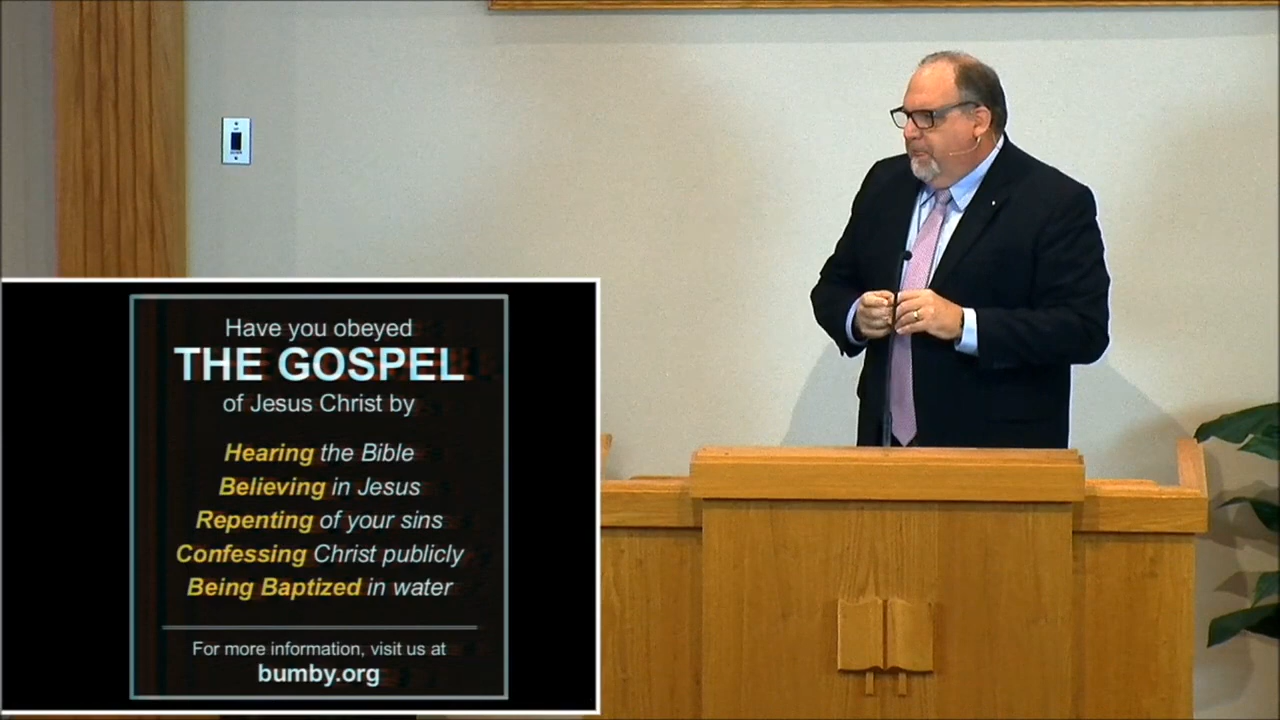 Have you obeyed
THE GOSPEL
of Jesus Christ by
Hearing the Bible
Believing in Jesus
Repenting of your sins
Confessing Christ publicly
Being Baptized in water
For more information, visit us at
bumby.org